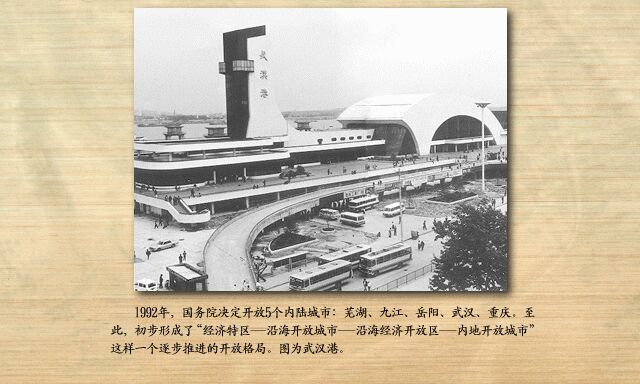 武汉港
1992年，国务院决定开放5个内陆城市：芜湖、九江、岳阳、武汉、重庆。至
此，初步形成了“经济特区—沿海开放城市—沿海经济开放区—内地开放城市”
这样一个逐步推进的开放格局。图为武汉港。